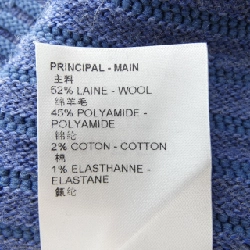 PRINCIPAL - MAIN
主料
52% LAINE - WOOL
绵羊毛
45% POLYAMIDE -
POLYAMIDE
锦纶
2% COTON - COTTON
棉
1% ELASTHANNE -
ELASTANE
氨纶